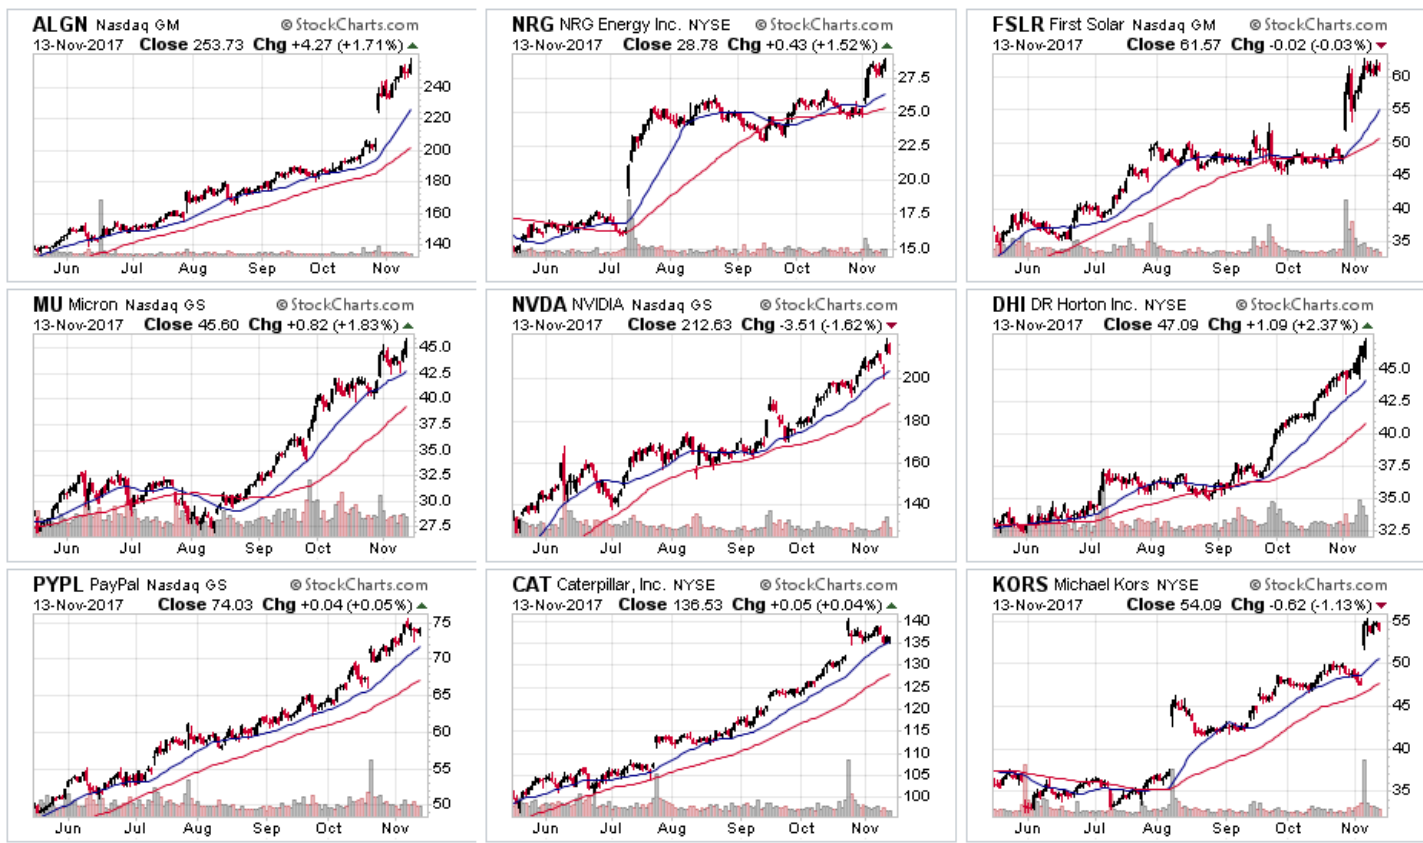 ALGN Nasdaq GM © StockCharts.com
13-Nov-2017 Close 253.73 Chg +4.27 (+1.71%)
240
220
200
180
160
140
Jun Jul Aug Sep Oct Nov
NRG NRG Energy Inc. NYSE © StockCharts.com
13-Nov-2017 Close 28.78 Chg +0.43 (+1.52%)
27.5
25.0
22.5
20.0
17.5
15.0
Jun Jul Aug Sep Oct Nov
FSLR First Solar Nasdaq GM © StockCharts.com
13-Nov-2017 Close 61.57 Chg -0.02 (-0.03%)
60
55
50
45
40
35
Jun Jul Aug Sep Oct Nov
MU Micron Nasdaq GS © StockCharts.com
13-Nov-2017 Close 45.60 Chg +0.82 (+1.83%)
45.0
42.5
40.0
37.5
35.0
32.5
30.0
27.5
Jun Jul Aug Sep Oct Nov
NVDA NVIDIA Nasdaq GS © StockCharts.com
13-Nov-2017 Close 212.63 Chg -3.51 (-1.62%)
200
180
160
140
Jun Jul Aug Sep Oct Nov
DHI DR Horton Inc. NYSE © StockCharts.com
13-Nov-2017 Close 47.09 Chg +1.09 (+2.37%)
45.0
42.5
40.0
37.5
35.0
32.5
Jun Jul Aug Sep Oct Nov
PYPL PayPal Nasdaq GS © StockCharts.com
13-Nov-2017 Close 74.03 Chg +0.04 (+0.05%)
75
70
65
60
55
50
Jun Jul Aug Sep Oct Nov
CAT Caterpillar, Inc. NYSE © StockCharts.com
13-Nov-2017 Close 136.53 Chg +0.05 (+0.04%)
140
135
130
125
120
115
110
105
100
Jun Jul Aug Sep Oct Nov
KORS Michael Kors NYSE © StockCharts.com
13-Nov-2017 Close 54.09 Chg -0.62 (-1.13%)
55
50
45
40
35
Jun Jul Aug Sep Oct Nov